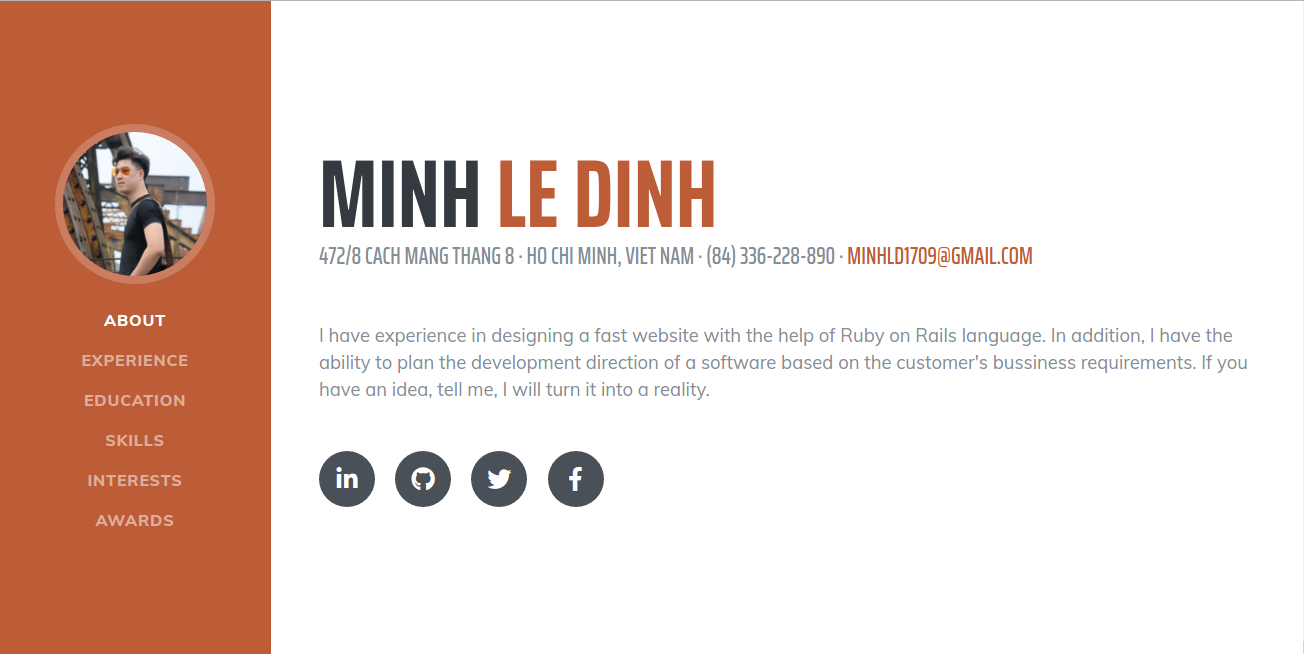 ABOUT
EXPERIENCE
EDUCATION
SKILLS
INTERESTS
AWARDS
MINH LE DINH
472/8 CACH MANG THANG 8 · HO CHI MINH, VIET NAM · (84) 336-228-890 · MINHLD1709@GMAIL.COM
I have experience in designing a fast website with the help of Ruby on Rails language. In addition, I have the
ability to plan the development direction of a software based on the customer's bussiness requirements. If you
have an idea, tell me, I will turn it into a reality.
in